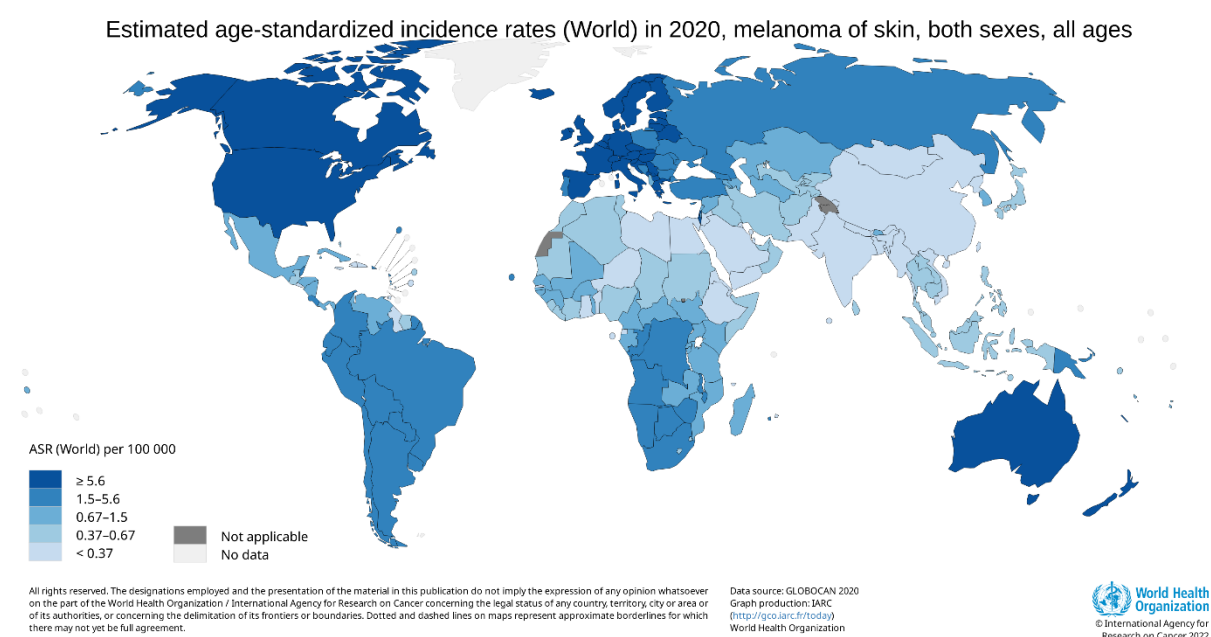 Estimated age-standardized incidence rates (World) in 2020, melanoma of skin, both sexes, all ages
ASR (World) per 100 000
≥ 5.6
1.5–5.6
0.67–1.5
0.37–0.67
< 0.37
Not applicable
No data
All rights reserved. The designations employed and the presentation of the material in this publication do not imply the expression of any opinion whatsoever
on the part of the World Health Organization / International Agency for Research on Cancer concerning the legal status of any country, territory, city or area or
of its authorities, or concerning the delimitation of its frontiers or boundaries. Dotted and dashed lines on maps represent approximate borderlines for which
there may not yet be full agreement.
Data source: GLOBOCAN 2020
Graph production: IARC
(http://gco.iarc.fr/today)
World Health Organization
World Health
Organization
© International Agency for
Research on Cancer 2022